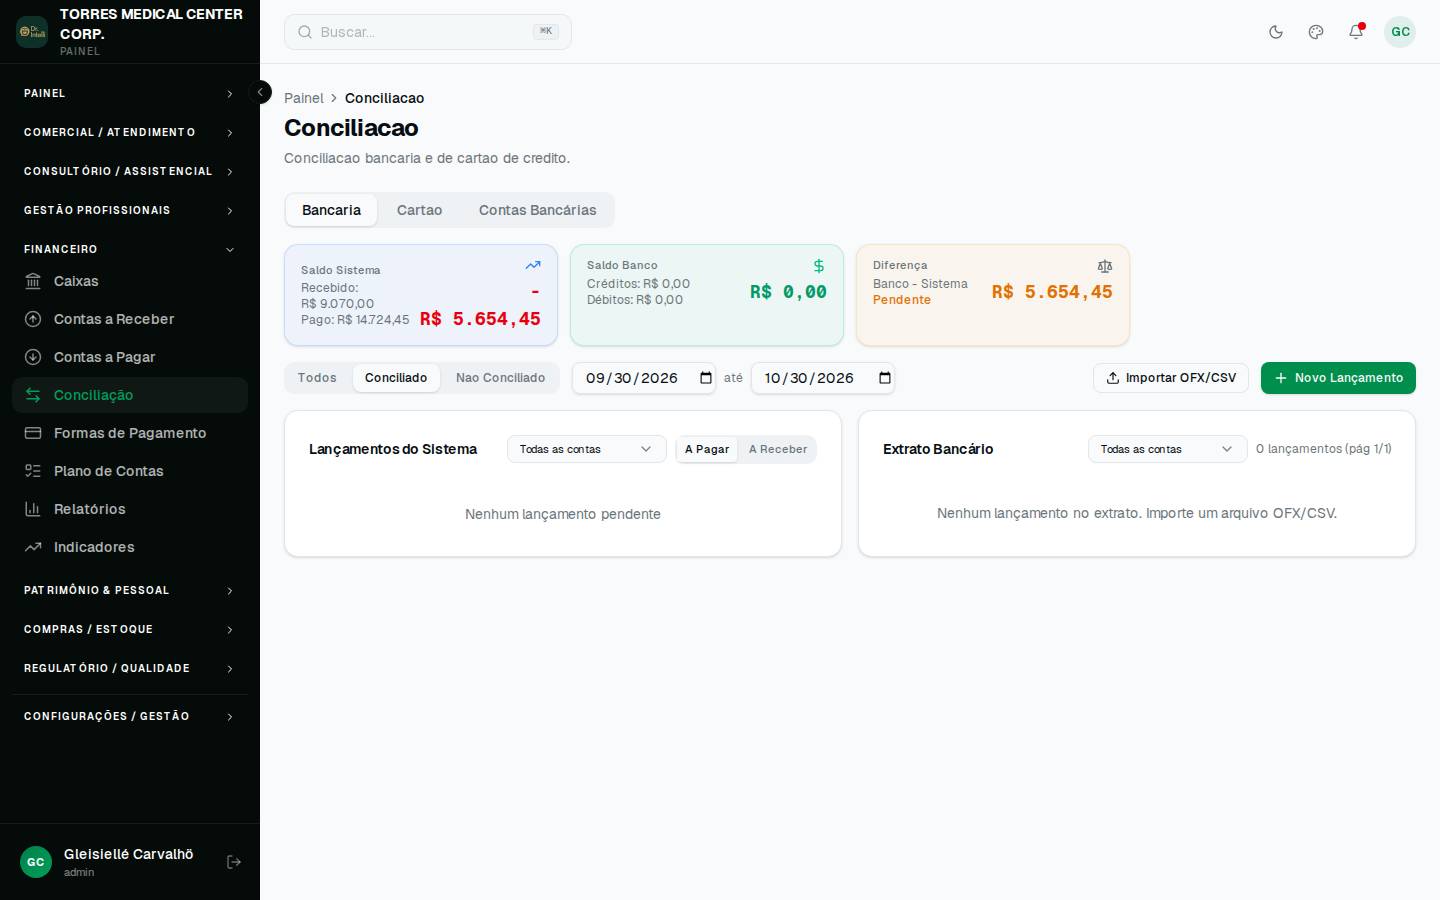 TORRES MEDICAL CENTER
CORP.
PAINEL
Dr.
Intelli
PAINEL
COMERCIAL / ATENDIMENTO
CONSULTÓRIO / ASSISTENCIAL
GESTÃO PROFISSIONAIS
FINANCEIRO
Caixas
Contas a Receber
Contas a Pagar
Conciliação
Formas de Pagamento
Plano de Contas
Relatórios
Indicadores
PATRIMÔNIO & PESSOAL
COMPRAS / ESTOQUE
REGULATÓRIO / QUALIDADE
CONFIGURAÇÕES / GESTÃO
GC
Gleisiellé Carvalhö
admin
Buscar...
⌘K
GC
Painel
Conciliacao
Conciliacao
Conciliacao bancaria e de cartao de credito.
Bancaria
Cartao
Contas Bancárias
Saldo Sistema
Recebido:
R$ 9.070,00
Pago: R$ 14.724,45
-
R$ 5.654,45
Saldo Banco
Créditos: R$ 0,00
Débitos: R$ 0,00
R$ 0,00
Diferença
Banco - Sistema
Pendente
R$ 5.654,45
Todos
Conciliado
Nao Conciliado
09/30/2026
até
10/30/2026
Importar OFX/CSV
Novo Lançamento
Lançamentos do Sistema
Todas as contas
A Pagar
A Receber
Nenhum lançamento pendente
Extrato Bancário
Todas as contas
0 lançamentos (pág 1/1)
Nenhum lançamento no extrato. Importe um arquivo OFX/CSV.